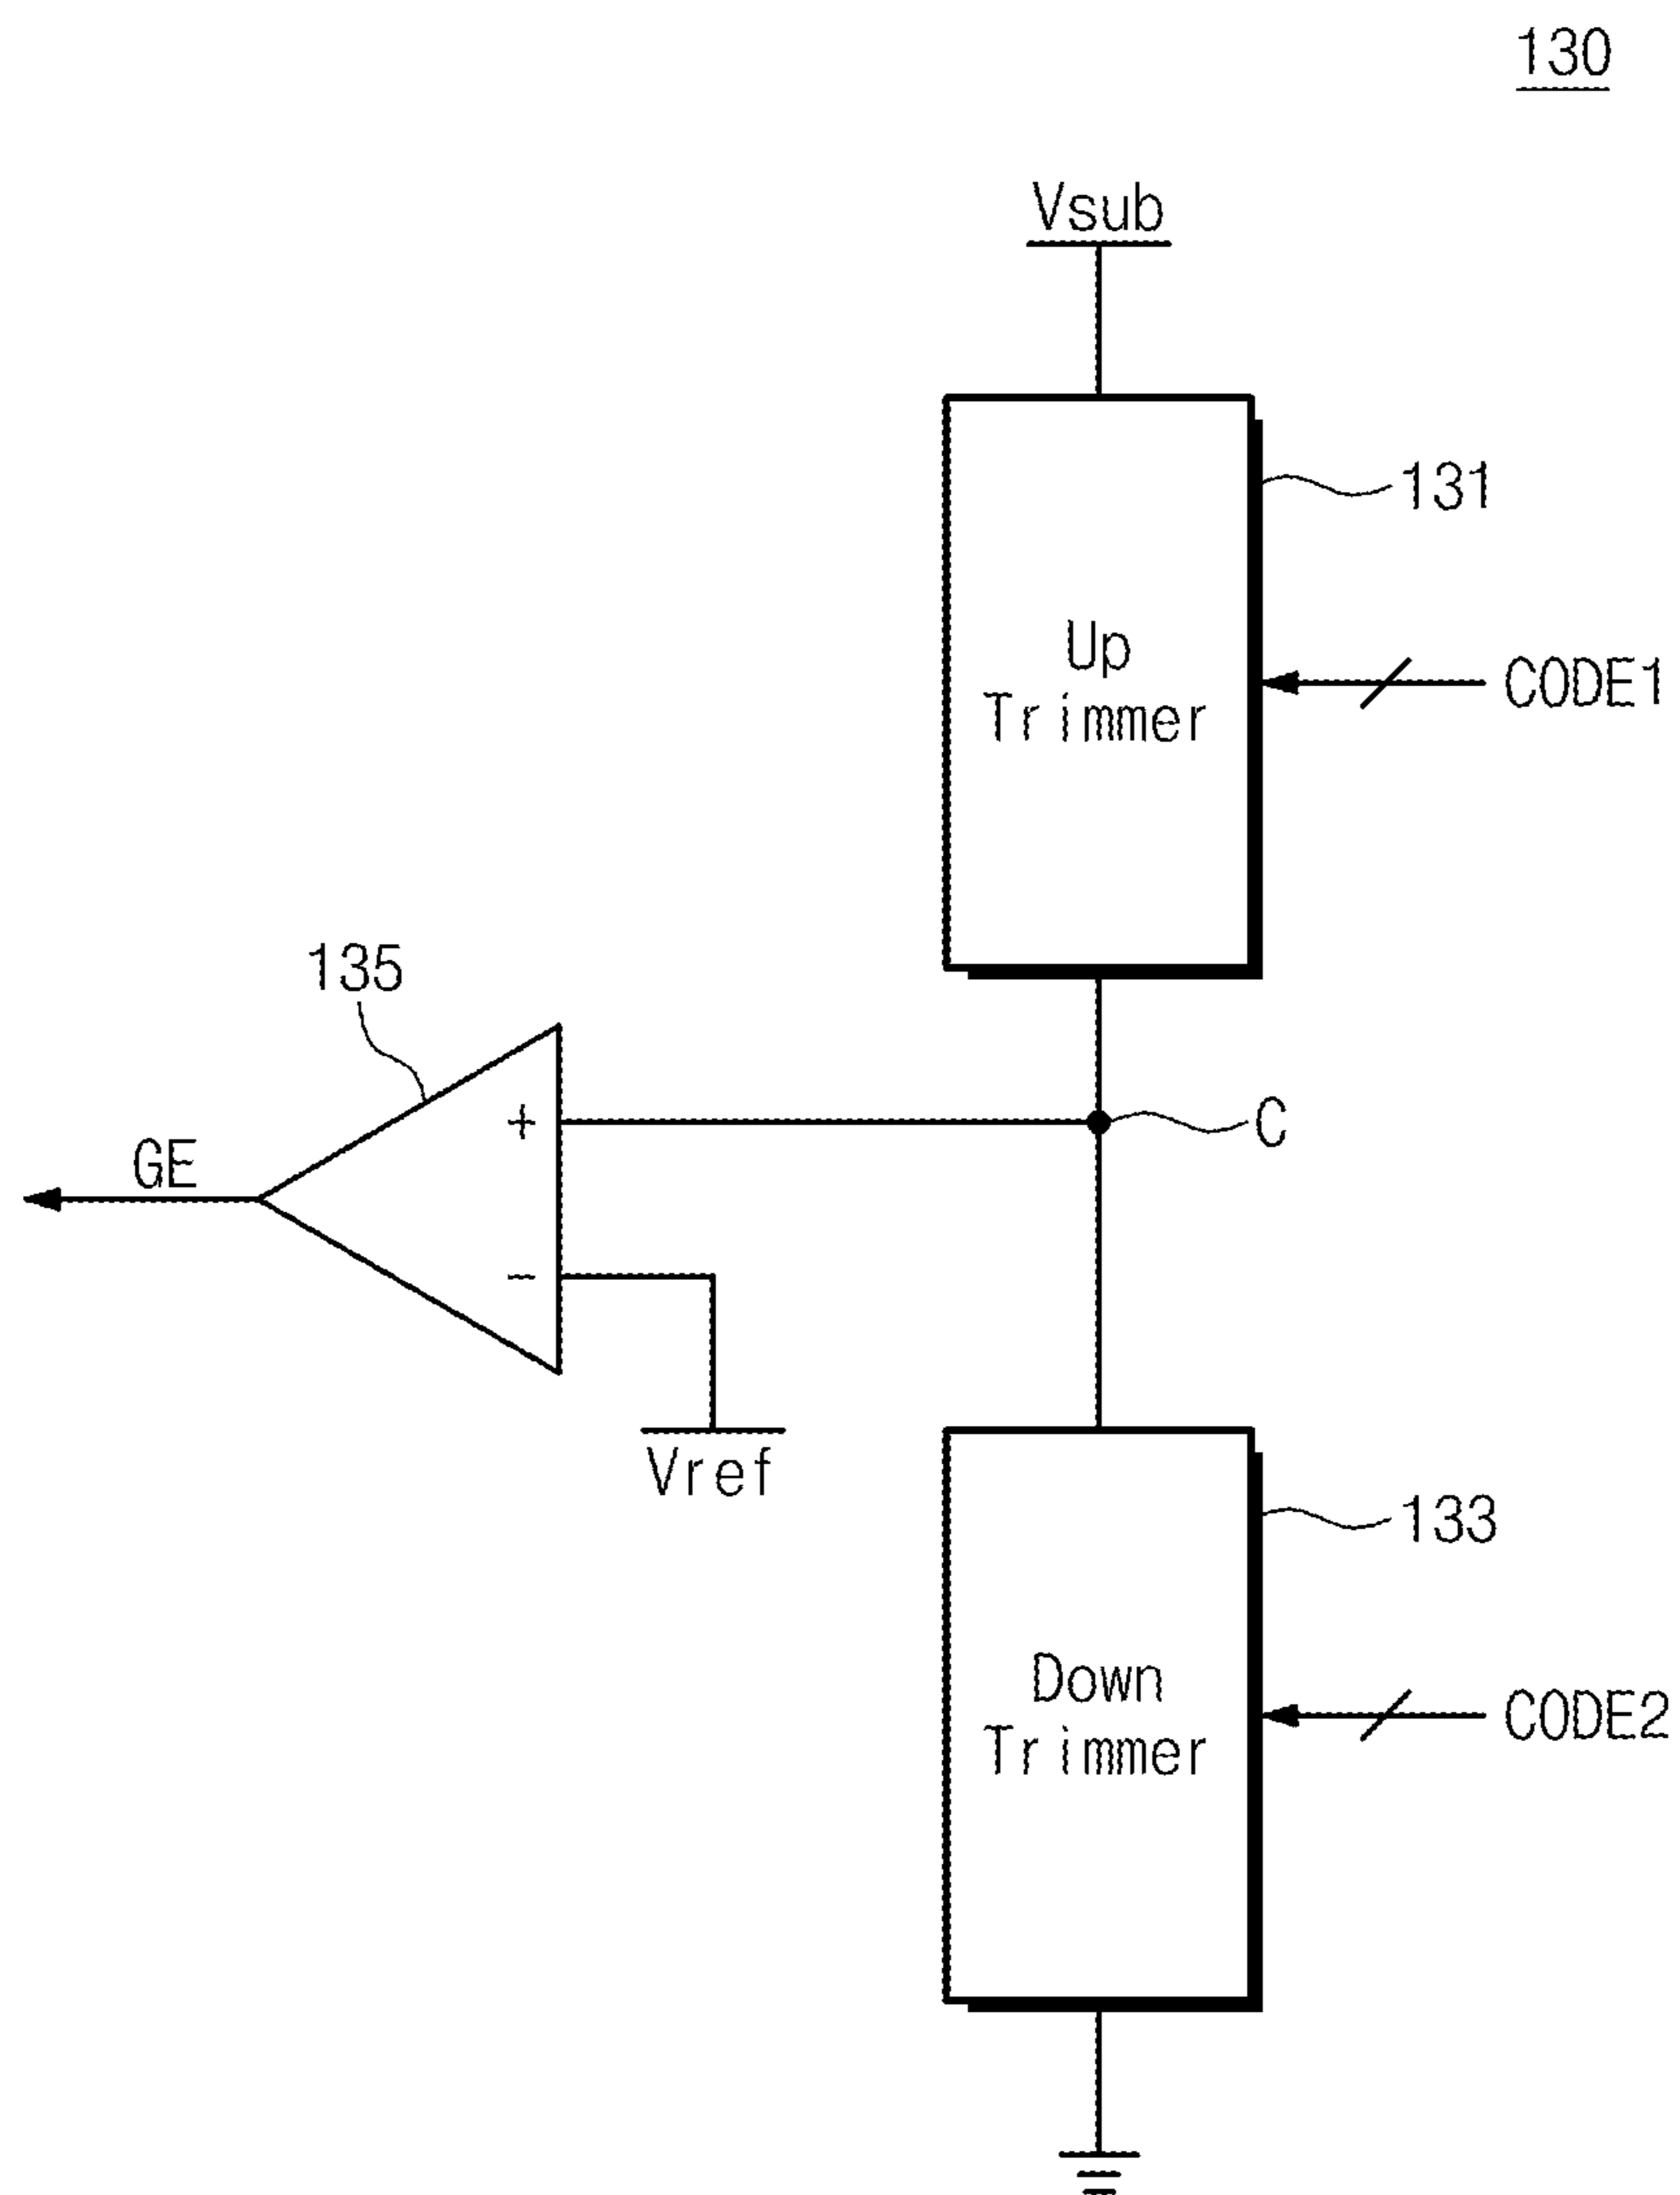 130
Vsub
131
Up
Trimmer
CODE1
135
+
C
GE
-
Vref
133
Down
Trimmer
CODE2